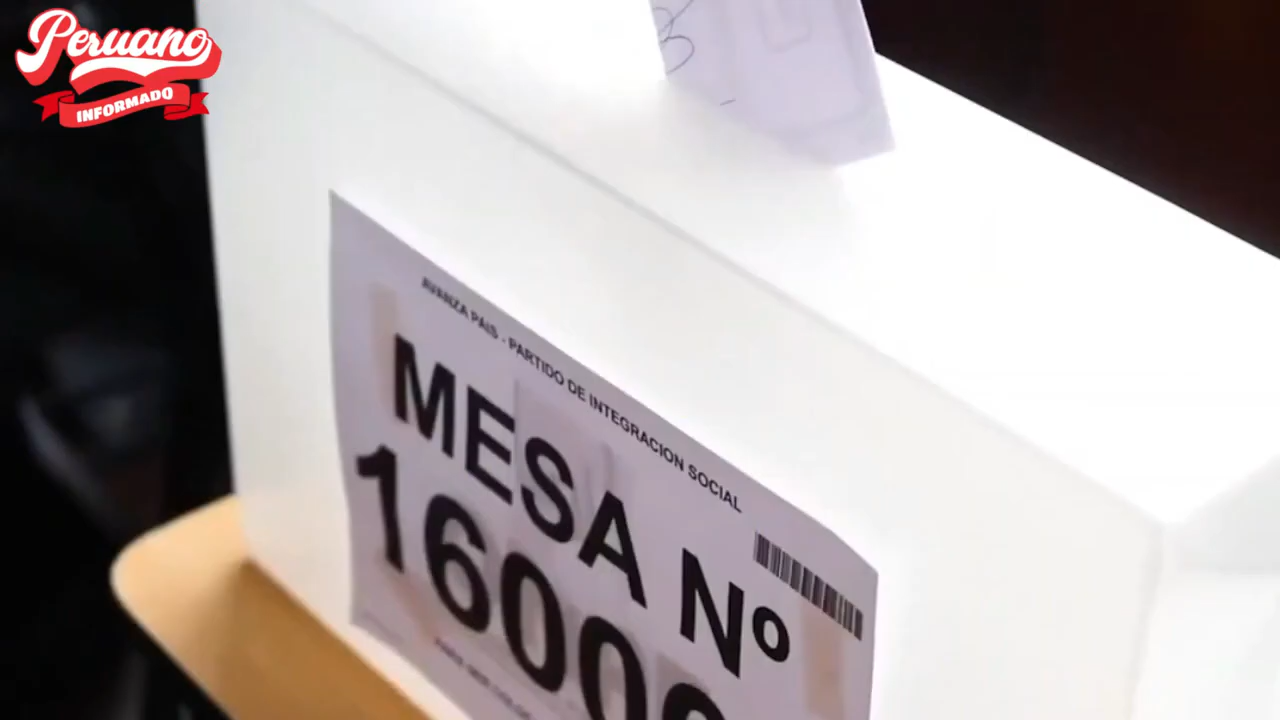 Peruano
INFORMADO
AVANZA PAIS - PARTIDO DE INTEGRACION SOCIAL
MESA Nº
1600